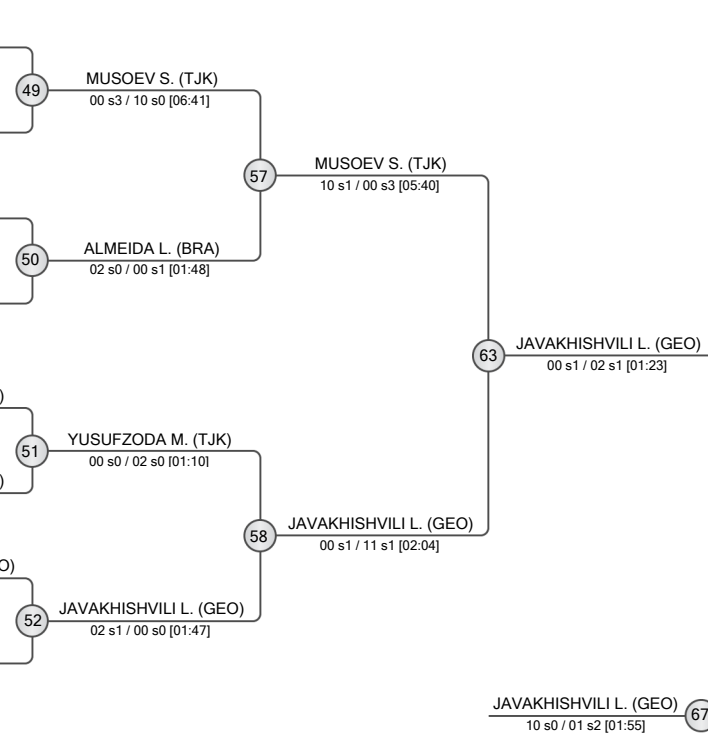 MUSOEV S. (TJK)
49
00 s3 / 10 s0 [06:41]
MUSOEV S. (TJK)
57
10 s1 / 00 s3 [05:40]
ALMEIDA L. (BRA)
50
02 s0 / 00 s1 [01:48]
JAVAKHISHVILI L. (GEO)
63
00 s1 / 02 s1 [01:23]
)
YUSUFZODA M. (TJK)
51
00 s0 / 02 s0 [01:10]
)
JAVAKHISHVILI L. (GEO)
58
00 s1 / 11 s1 [02:04]
O)
JAVAKHISHVILI L. (GEO)
52
02 s1 / 00 s0 [01:47]
JAVAKHISHVILI L. (GEO)
67
10 s0 / 01 s2 [01:55]